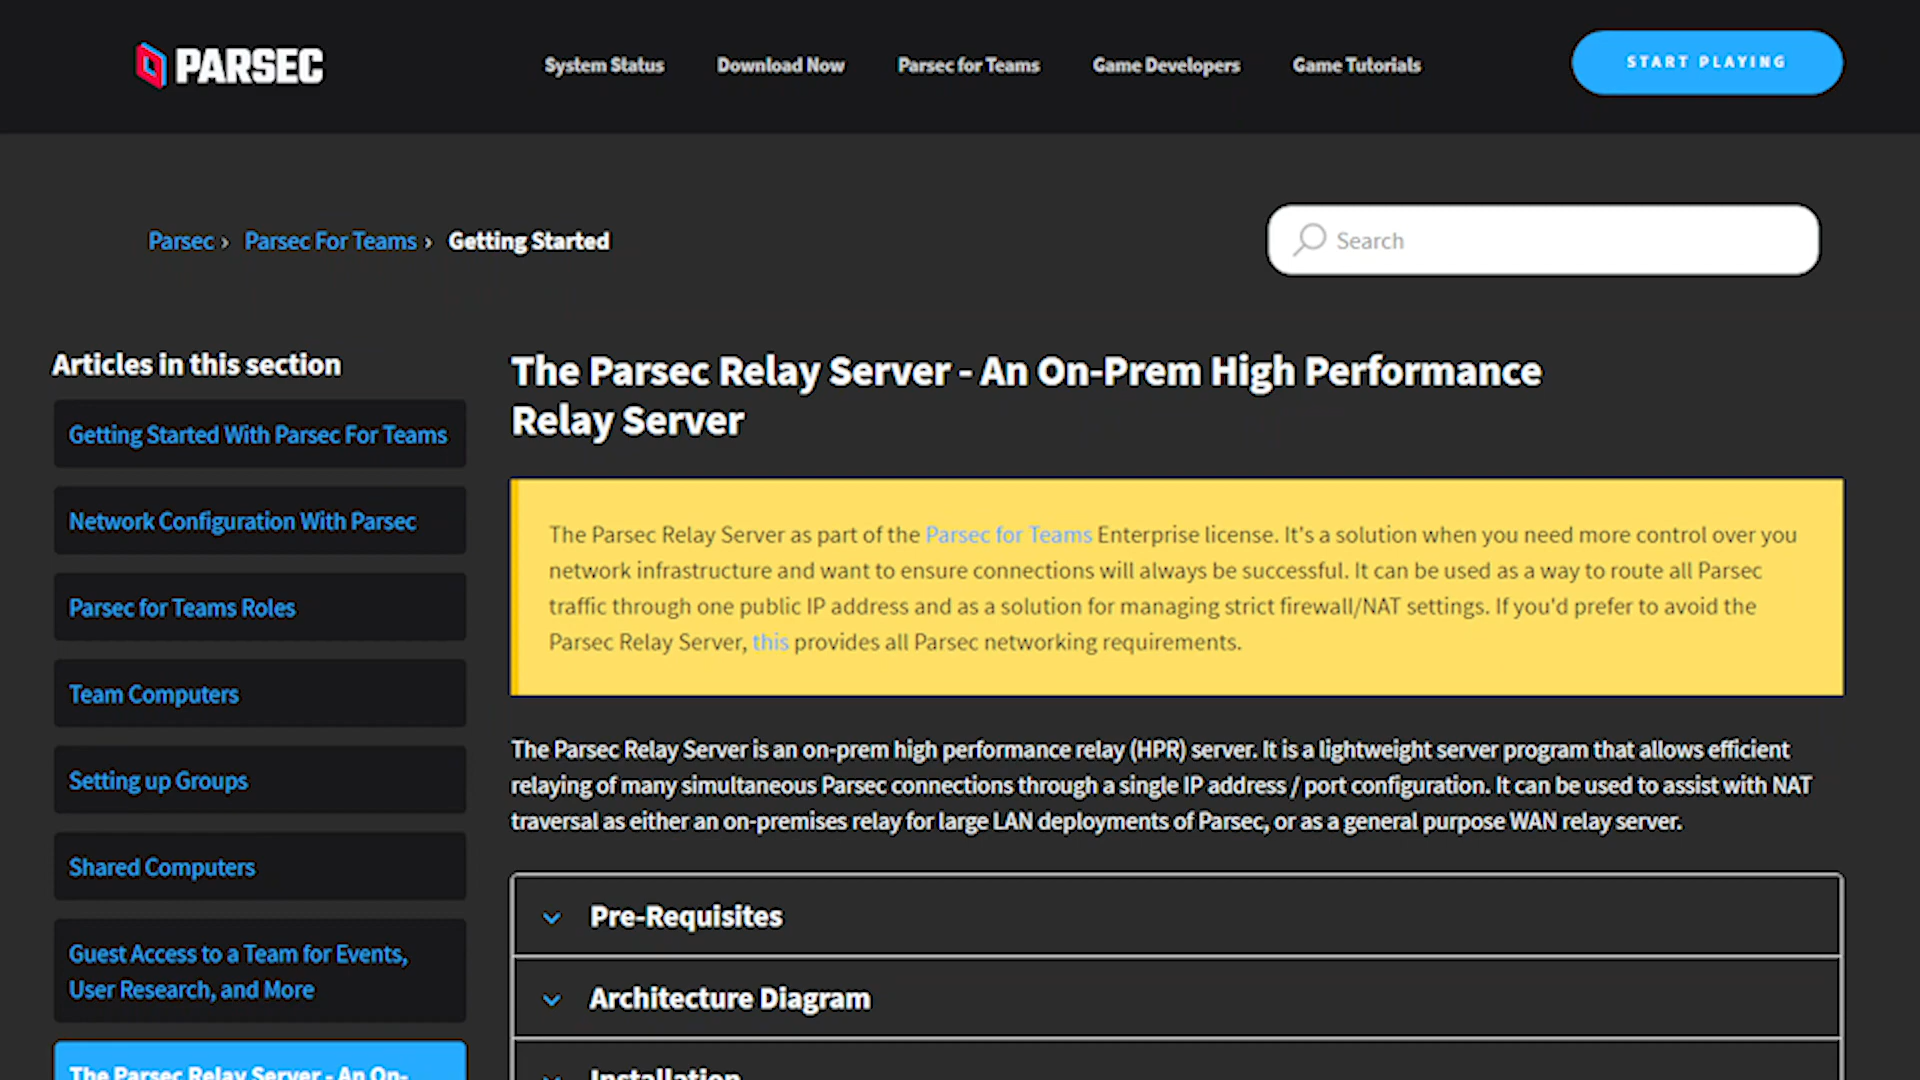 PARSEC
System Status
Download Now
Parsec for Teams
Game Developers
Game Tutorials
START PLAYING
Parsec › Parsec For Teams › Getting Started
Search
Articles in this section
Getting Started With Parsec For Teams
Network Configuration With Parsec
Parsec for Teams Roles
Team Computers
Setting up Groups
Shared Computers
Guest Access to a Team for Events,
User Research, and More
The Parsec Relay Server - An On-
The Parsec Relay Server - An On-Prem High Performance
Relay Server
The Parsec Relay Server as part of the Parsec for Teams Enterprise license. It's a solution when you need more control over you
network infrastructure and want to ensure connections will always be successful. It can be used as a way to route all Parsec
traffic through one public IP address and as a solution for managing strict firewall/NAT settings. If you'd prefer to avoid the
Parsec Relay Server, this provides all Parsec networking requirements.
The Parsec Relay Server is an on-prem high performance relay (HPR) server. It is a lightweight server program that allows efficient
relaying of many simultaneous Parsec connections through a single IP address / port configuration. It can be used to assist with NAT
traversal as either an on-premises relay for large LAN deployments of Parsec, or as a general purpose WAN relay server.
Pre-Requisites
Architecture Diagram
Installation